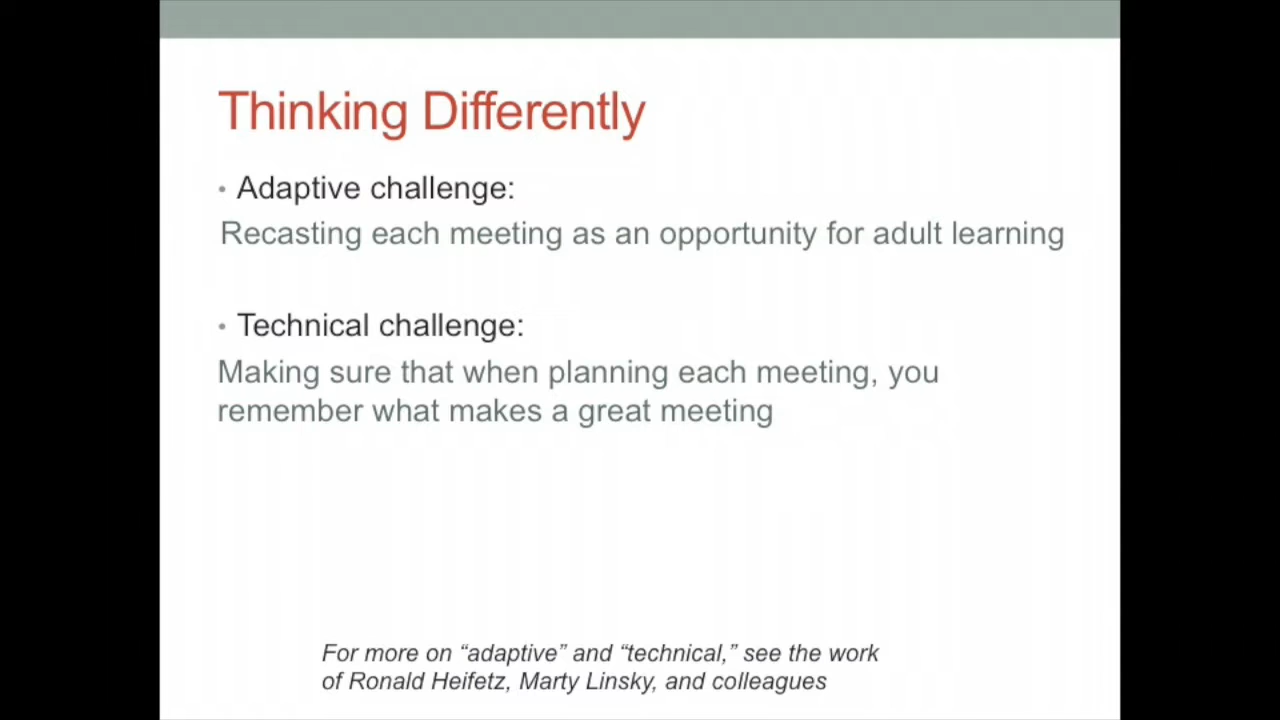 Thinking Differently
• Adaptive challenge:
Recasting each meeting as an opportunity for adult learning
• Technical challenge:
Making sure that when planning each meeting, you
remember what makes a great meeting
For more on “adaptive” and “technical,” see the work
of Ronald Heifetz, Marty Linsky, and colleagues